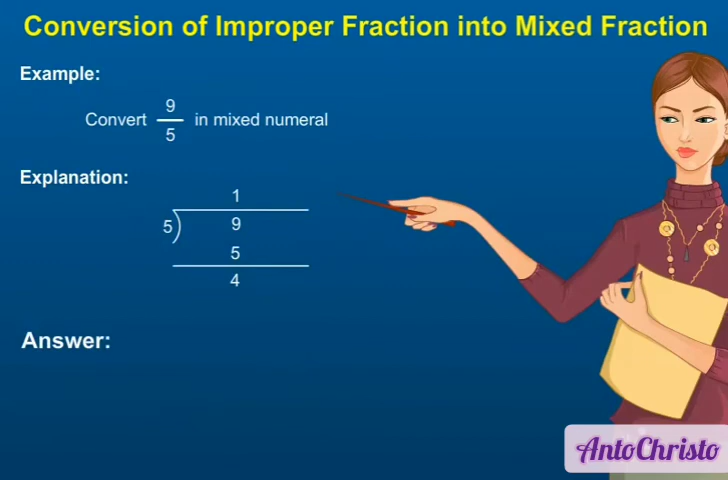 Conversion of Improper Fraction into Mixed Fraction
Example:
Convert 9/5 in mixed numeral
Explanation:
1
5) 9
5
4
Answer:
AntoChristo